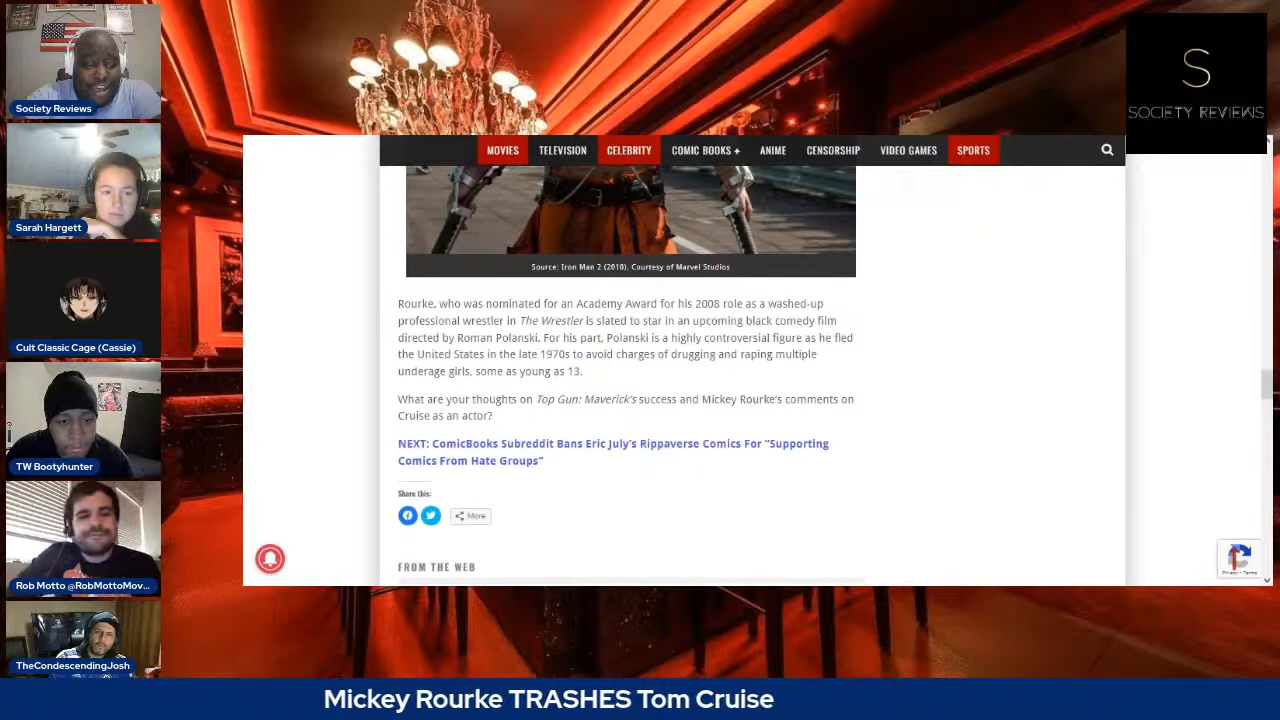 Society Reviews
Sarah Hargett
Cult Classic Cage (Cassie)
TW Bootyhunter
Rob Motto @RobMottoMov...
TheCondescendingJosh
S
SOCIETY REVIEWS
MOVIES TELEVISION CELEBRITY COMIC BOOKS + ANIME CENSORSHIP VIDEO GAMES SPORTS
Source: Iron Man 2 (2010), Courtesy of Marvel Studios
Rourke, who was nominated for an Academy Award for his 2008 role as a washed-up
professional wrestler in The Wrestler is slated to star in an upcoming black comedy film
directed by Roman Polanski. For his part, Polanski is a highly controversial figure as he fled
the United States in the late 1970s to avoid charges of drugging and raping multiple
underage girls, some as young as 13.
What are your thoughts on Top Gun: Maverick's success and Mickey Rourke's comments on
Cruise as an actor?
NEXT: ComicBooks Subreddit Bans Eric July's Rippaverse Comics For "Supporting
Comics From Hate Groups"
Share this:
More
FROM THE WEB
Privacy - Terms
Mickey Rourke TRASHES Tom Cruise